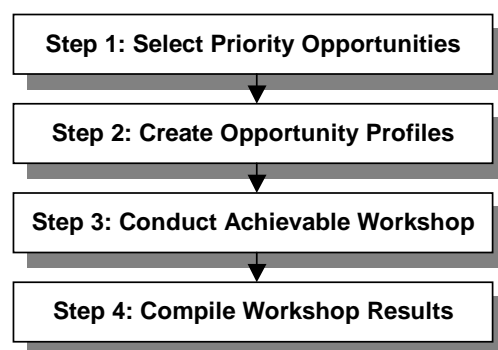 Step 1: Select Priority Opportunities
Step 2: Create Opportunity Profiles
Step 3: Conduct Achievable Workshop
Step 4: Compile Workshop Results